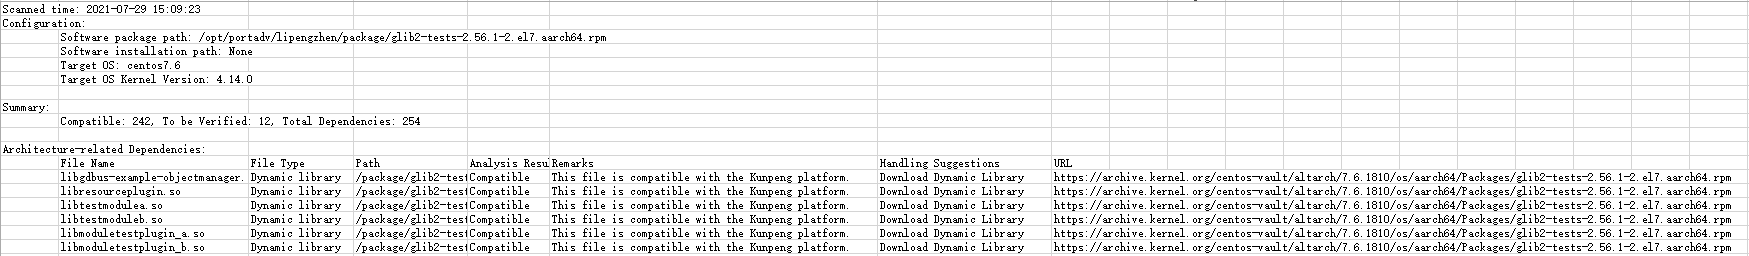 Scanned time: 2021-07-29 15:09:23
Configuration:
Software package path: /opt/portadv/lipengzhen/package/glib2-tests-2.56.1-2.el7.aarch64.rpm
Software installation path: None
Target OS: centos7.6
Target OS Kernel Version: 4.14.0
Summary:
Compatible: 242, To be Verified: 12, Total Dependencies: 254
Architecture-related Dependencies:
File Name File Type Path Analysis Resu Remarks Handling Suggestions URL
libgdbus-example-objectmanager. Dynamic library /package/glib2-test Compatible This file is compatible with the Kunpeng platform. Download Dynamic Library https://archive.kernel.org/centos-vault/altarch/7.6.1810/os/aarch64/Packages/glib2-tests-2.56.1-2.el7.aarch64.rpm
libresourceplugin.so Dynamic library /package/glib2-test Compatible This file is compatible with the Kunpeng platform. Download Dynamic Library https://archive.kernel.org/centos-vault/altarch/7.6.1810/os/aarch64/Packages/glib2-tests-2.56.1-2.el7.aarch64.rpm
libtestmodulea.so Dynamic library /package/glib2-test Compatible This file is compatible with the Kunpeng platform. Download Dynamic Library https://archive.kernel.org/centos-vault/altarch/7.6.1810/os/aarch64/Packages/glib2-tests-2.56.1-2.el7.aarch64.rpm
libtestmoduleb.so Dynamic library /package/glib2-test Compatible This file is compatible with the Kunpeng platform. Download Dynamic Library https://archive.kernel.org/centos-vault/altarch/7.6.1810/os/aarch64/Packages/glib2-tests-2.56.1-2.el7.aarch64.rpm
libmoduletestplugin_a.so Dynamic library /package/glib2-test Compatible This file is compatible with the Kunpeng platform. Download Dynamic Library https://archive.kernel.org/centos-vault/altarch/7.6.1810/os/aarch64/Packages/glib2-tests-2.56.1-2.el7.aarch64.rpm
libmoduletestplugin_b.so Dynamic library /package/glib2-test Compatible This file is compatible with the Kunpeng platform. Download Dynamic Library https://archive.kernel.org/centos-vault/altarch/7.6.1810/os/aarch64/Packages/glib2-tests-2.56.1-2.el7.aarch64.rpm